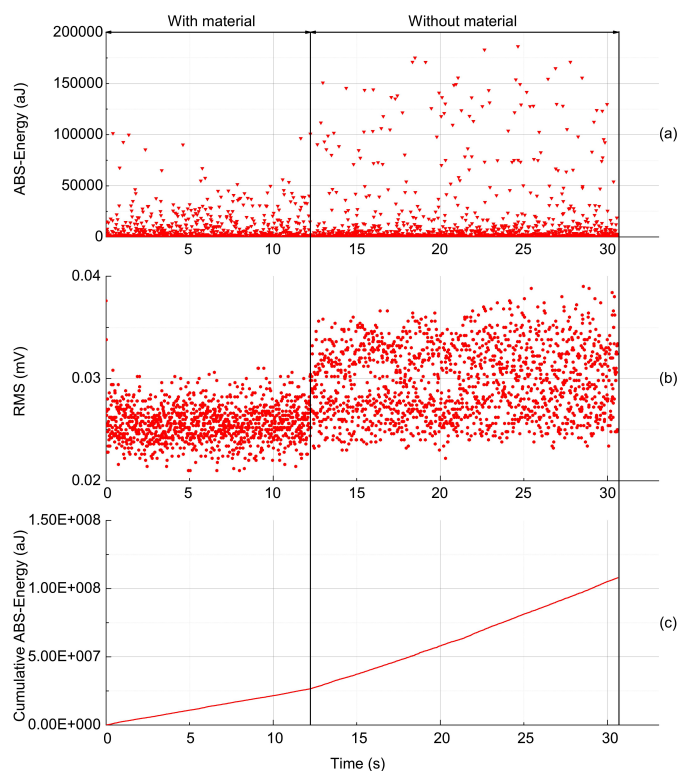 With material
Without material
200000
150000
100000
50000
0
ABS-Energy (aJ)
(a)
5
10
15
20
25
30
0.04
0.03
0.02
RMS (mV)
(b)
0
5
10
15
20
25
30
1.50E+008
1.00E+008
5.00E+007
0.00E+000
Cumulative ABS-Energy (aJ)
(c)
0
5
10
15
20
25
30
Time (s)